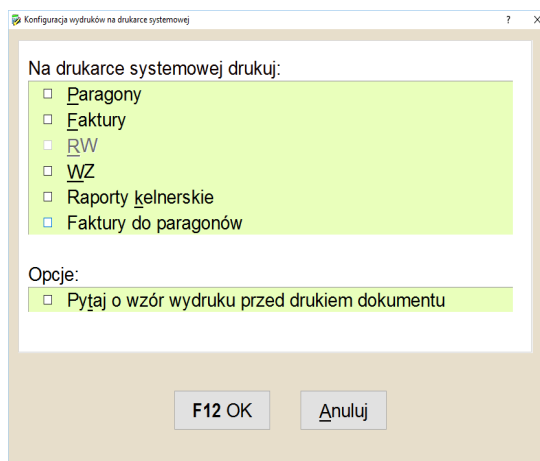 Konfiguracja wydruków na drukarce systemowej
Na drukarce systemowej drukuj:
Paragony
Faktury
RW
WZ
Raporty kelnerskie
Faktury do paragonów
Opcje:
Pytaj o wzór wydruku przed drukiem dokumentu
F12 OK
Anuluj